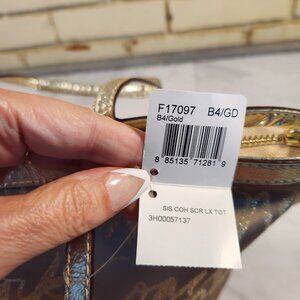 F17097 B4/GD
B4/Gold
8 85135 71281 9
SIS COH SCR LX TOT
3H00057137